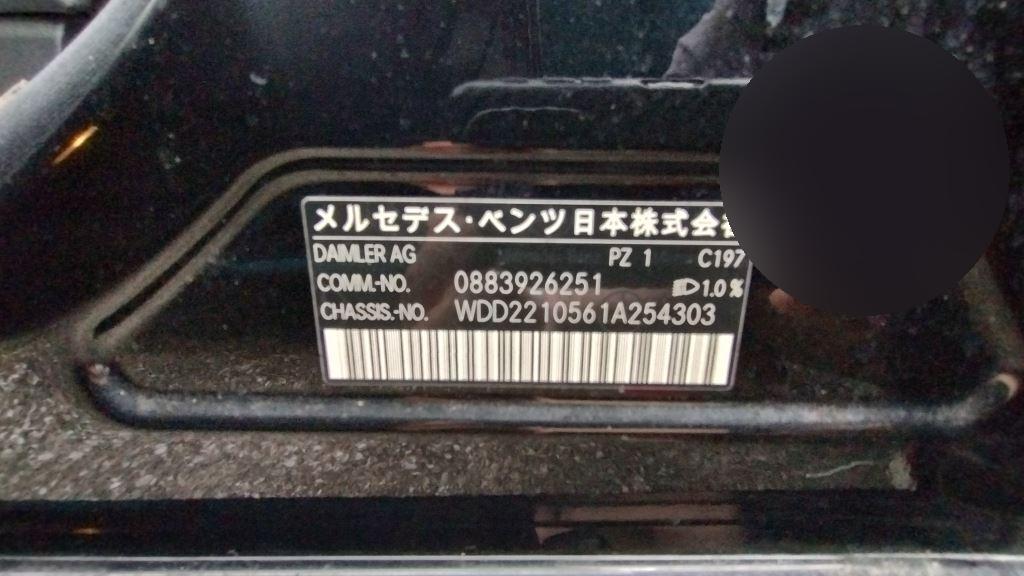 メルセデス・ベンツ日本株式会
DAIMLER AG PZ 1 C197
COMM.-NO. 0883926251 1.0 %
CHASSIS.-NO. WDD2210561A254303